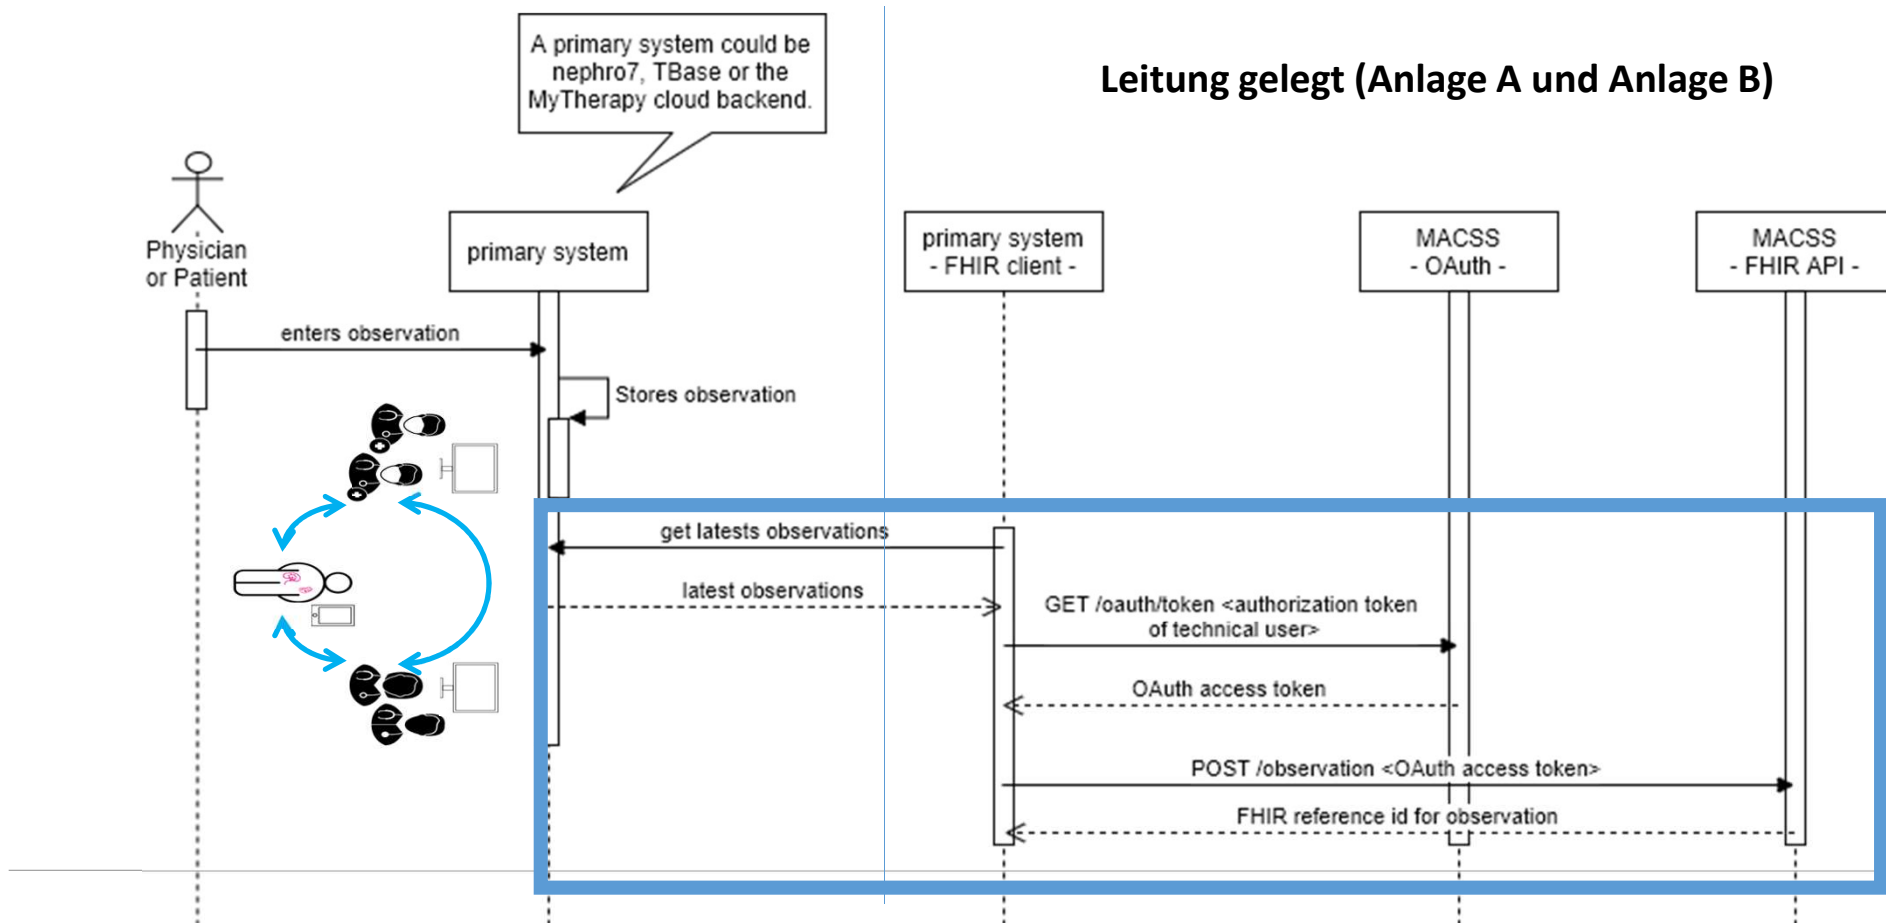 A primary system could be
nephro7, TBase or the
MyTherapy cloud backend.
Leitung gelegt (Anlage A und Anlage B)
Physician
or Patient
primary system
primary system
- FHIR client -
MACSS
- OAuth -
MACSS
- FHIR API -
enters observation
Stores observation
get latests observations
latest observations
GET /oauth/token <authorization token
of technical user>
OAuth access token
POST /observation <OAuth access token>
FHIR reference id for observation